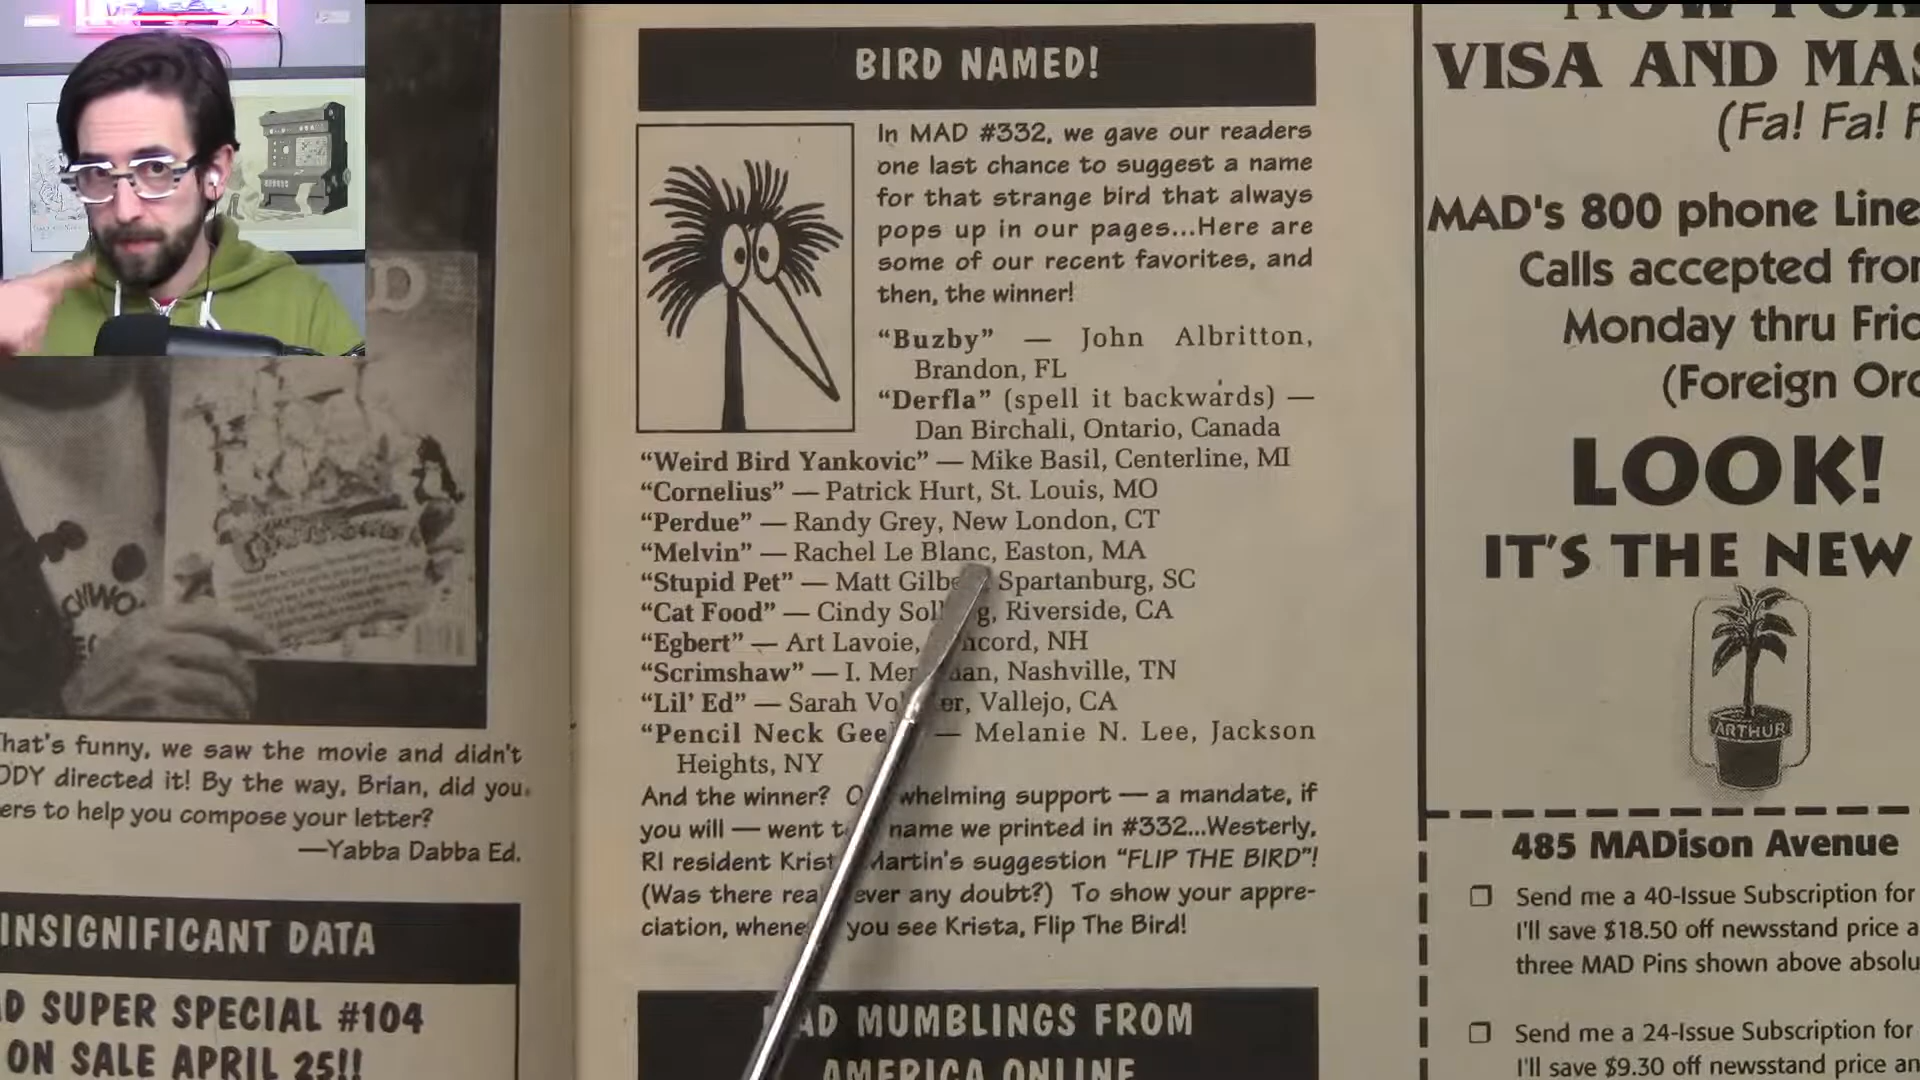 BIRD NAMED!
In MAD #332, we gave our readers
one last chance to suggest a name
for that strange bird that always
pops up in our pages...Here are
some of our recent favorites, and
then, the winner!
“Buzby” — John Albritton,
Brandon, FL
“Derfla” (spell it backwards) —
Dan Birchall, Ontario, Canada
“Weird Bird Yankovic” — Mike Basil, Centerline, MI
“Cornelius” — Patrick Hurt, St. Louis, MO
“Perdue” — Randy Grey, New London, CT
“Melvin” — Rachel Le Blanc, Easton, MA
“Stupid Pet” — Matt Spartanburg, SC
“Cat Food” — Cindy Riverside, CA
“Egbert” — Art Lavoie, NH
“Scrimshaw” — I. Nashville, TN
“Lil’ Ed” — Sarah Vallejo, CA
“Pencil Neck — Melanie N. Lee, Jackson
Heights, NY
And the winner? support — a mandate, if
you will — went name we printed in #332...Westerly,
RI resident Martin's suggestion “FLIP THE BIRD”!
(Was there ever any doubt?) To show your appre-
ciation, you see Krista, Flip The Bird!
MUMBLINGS FROM
AMERICA ONLINE
That's funny, we saw the movie and didn't
directed it! By the way, Brian, did you
to help you compose your letter?
—Yabba Dabba Ed.
INSIGNIFICANT DATA
SUPER SPECIAL #104
ON SALE APRIL 25!!
VISA AND
(Fa! Fa!
MAD's 800 phone
Calls accepted
Monday thru
(Foreign
LOOK!
IT'S THE NEW
ARTHUR
485 MADison Avenue
Send me a 40-Issue Subscription for
I'll save $18.50 off newsstand price
three MAD Pins shown above
Send me a 24-Issue Subscription for
I'll save $9.30 off newsstand price